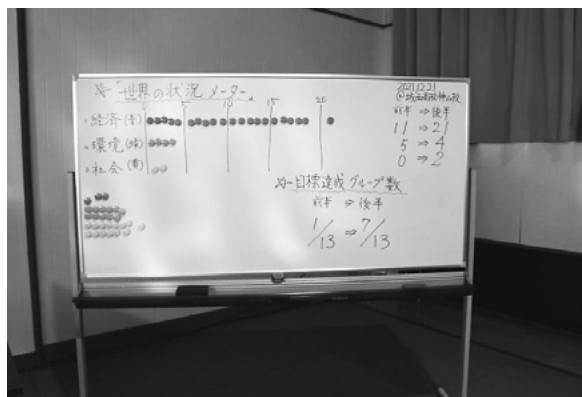 ☆「世界の状況メーター」
0 5 10 15 20
・経済(青)
・環境(緑)
・社会(黄)
2021.12.21
前半 ⇒ 後半
11 ⇒ 21
5 ⇒ 4
0 ⇒ 2
☆ 目標達成グループ数
前半 ⇒ 後半
1/13 ⇒ 7/13